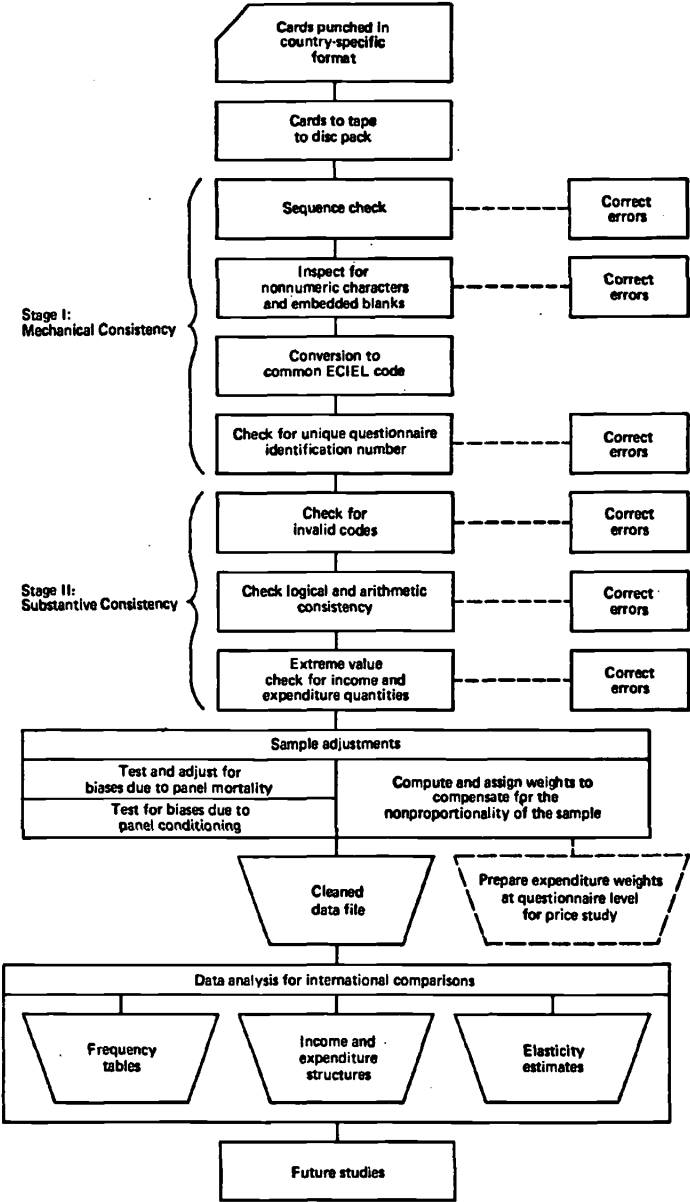 Cards punched in
country-specific
format
Cards to tape
to disc pack
Sequence check
Correct
errors
Inspect for
nonnumeric characters
and embedded blanks
Correct
errors
Stage I:
Mechanical Consistency
Conversion to
common ECIEL code
Check for unique questionnaire
identification number
Correct
errors
Check for
invalid codes
Correct
errors
Stage II:
Substantive Consistency
Check logical and arithmetic
consistency
Correct
errors
Extreme value
check for income and
expenditure quantities
Correct
errors
Sample adjustments
Test and adjust for
biases due to panel mortality
Test for biases due to
panel conditioning
Compute and assign weights to
compensate for the
nonproportionality of the sample
Cleaned
data file
Prepare expenditure weights
at questionnaire level
for price study
Data analysis for international comparisons
Frequency
tables
Income and
expenditure
structures
Elasticity
estimates
Future studies